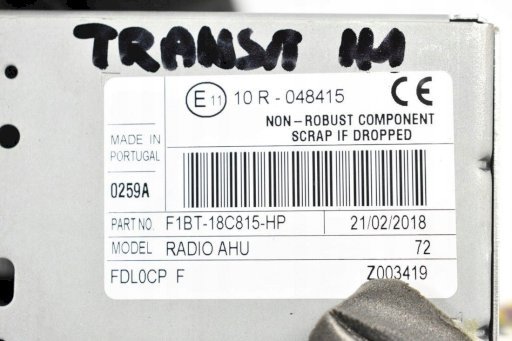 TRANSIT
E11 10 R - 048415 CE
NON - ROBUST COMPONENT
SCRAP IF DROPPED
MADE IN
PORTUGAL
0259A
PART NO. F1BT-18C815-HP 21/02/2018
MODEL RADIO AHU 72
FDL0CP F Z003419